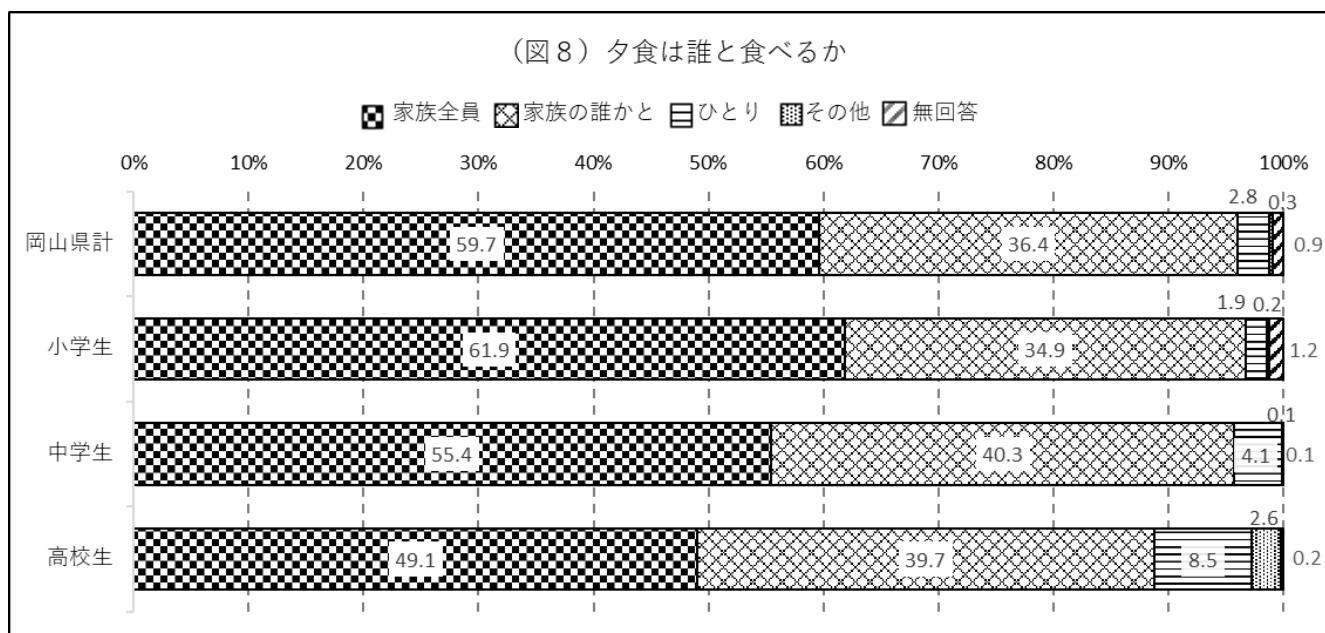 （図８）夕食は誰と食べるか
家族全員 家族の誰かと ひとり その他 無回答
0% 10% 20% 30% 40% 50% 60% 70% 80% 90% 100%
2.8 0.3
岡山県計 59.7 36.4 0.9
1.9 0.2
小学生 61.9 34.9 1.2
0.1
中学生 55.4 40.3 4.1 0.1
2.6
高校生 49.1 39.7 8.5 0.2